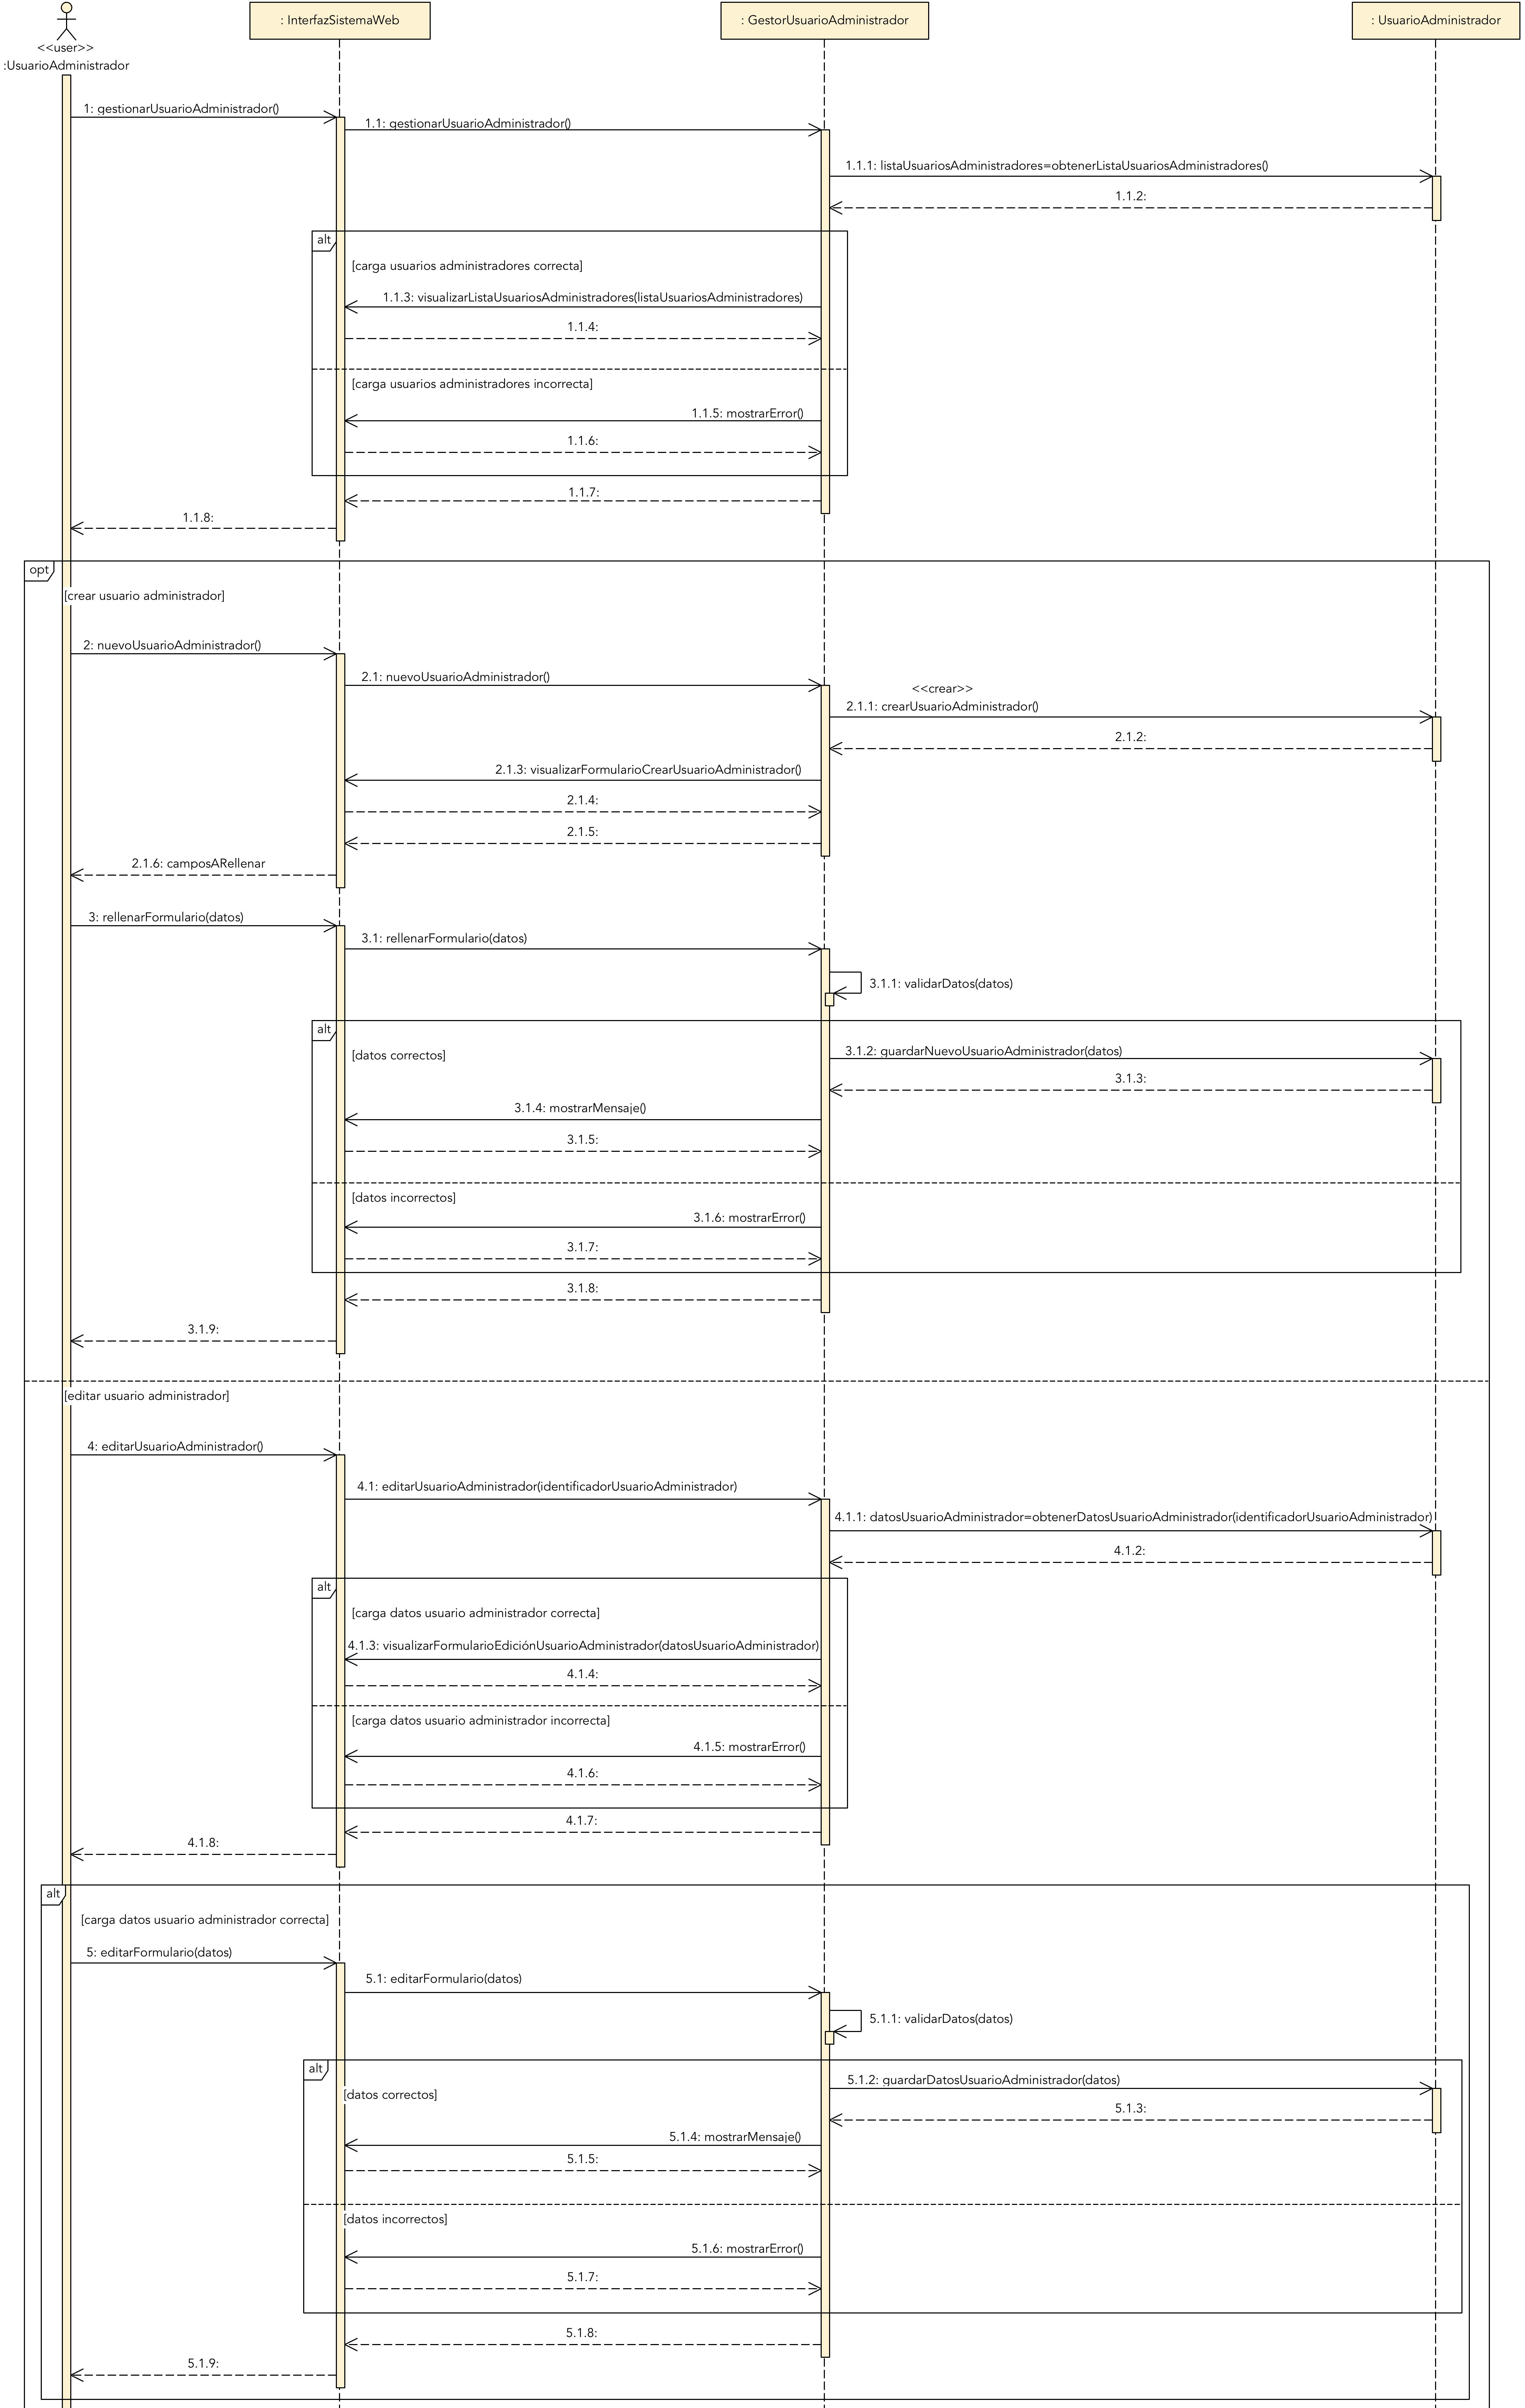 : InterfazSistemaWeb
: GestorUsuarioAdministrador
: UsuarioAdministrador
<<user>>
:UsuarioAdministrador
1: gestionarUsuarioAdministrador()
1.1: gestionarUsuarioAdministrador()
1.1.1: listaUsuariosAdministradores=obtenerListaUsuariosAdministradores()
1.1.2:
alt
[carga usuarios administradores correcta]
1.1.3: visualizarListaUsuariosAdministradores(listaUsuariosAdministradores)
1.1.4:
[carga usuarios administradores incorrecta]
1.1.5: mostrarError()
1.1.6:
1.1.7:
1.1.8:
opt
[crear usuario administrador]
2: nuevoUsuarioAdministrador()
2.1: nuevoUsuarioAdministrador()
<<crear>>
2.1.1: crearUsuarioAdministrador()
2.1.2:
2.1.3: visualizarFormularioCrearUsuarioAdministrador()
2.1.4:
2.1.5:
2.1.6: camposARellenar
3: rellenarFormulario(datos)
3.1: rellenarFormulario(datos)
3.1.1: validarDatos(datos)
alt
[datos correctos]
3.1.2: guardarNuevoUsuarioAdministrador(datos)
3.1.3:
3.1.4: mostrarMensaje()
3.1.5:
[datos incorrectos]
3.1.6: mostrarError()
3.1.7:
3.1.8:
3.1.9:
[editar usuario administrador]
4: editarUsuarioAdministrador()
4.1: editarUsuarioAdministrador(identificadorUsuarioAdministrador)
4.1.1: datosUsuarioAdministrador=obtenerDatosUsuarioAdministrador(identificadorUsuarioAdministrador)
4.1.2:
alt
[carga datos usuario administrador correcta]
4.1.3: visualizarFormularioEdiciónUsuarioAdministrador(datosUsuarioAdministrador)
4.1.4:
[carga datos usuario administrador incorrecta]
4.1.5: mostrarError()
4.1.6:
4.1.7:
4.1.8:
alt
[carga datos usuario administrador correcta]
5: editarFormulario(datos)
5.1: editarFormulario(datos)
5.1.1: validarDatos(datos)
alt
5.1.2: guardarDatosUsuarioAdministrador(datos)
[datos correctos]
5.1.3:
5.1.4: mostrarMensaje()
5.1.5:
[datos incorrectos]
5.1.6: mostrarError()
5.1.7:
5.1.8:
5.1.9: